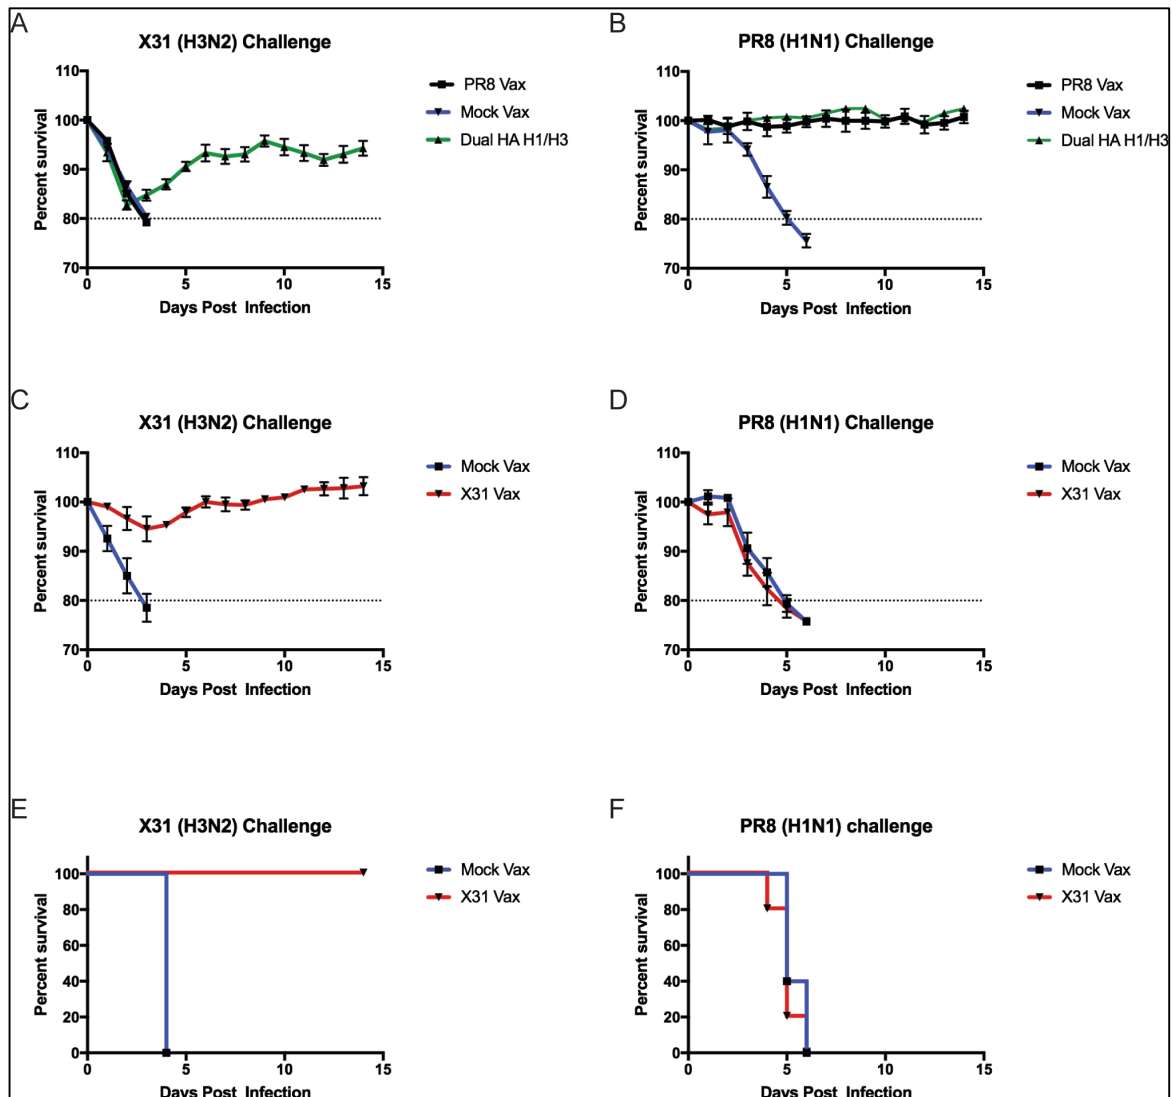 A
X31 (H3N2) Challenge
110
100
90
80
70
Percent survival
0
5
10
15
Days Post Infection
PR8 Vax
Mock Vax
Dual HA H1/H3
B
PR8 (H1N1) Challenge
110
100
90
80
70
Percent survival
0
5
10
15
Days Post Infection
PR8 Vax
Mock Vax
Dual HA H1/H3
C
X31 (H3N2) Challenge
110
100
90
80
70
Percent survival
0
5
10
15
Days Post Infection
Mock Vax
X31 Vax
D
PR8 (H1N1) Challenge
110
100
90
80
70
Percent survival
0
5
10
15
Days Post Infection
Mock Vax
X31 Vax
E
X31 (H3N2) Challenge
100
80
60
40
20
0
Percent survival
0
5
10
15
Days Post Infection
Mock Vax
X31 Vax
F
PR8 (H1N1) challenge
100
80
60
40
20
0
Percent survival
0
5
10
15
Days Post Infection
Mock Vax
X31 Vax